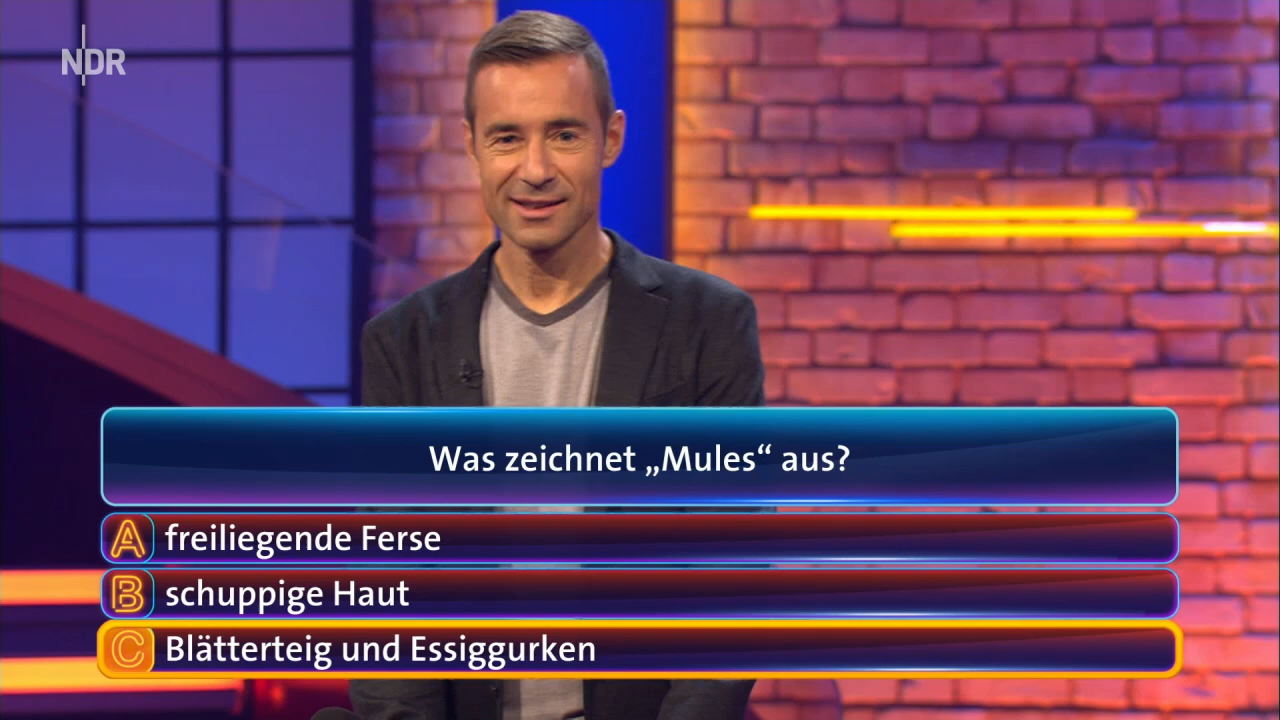 NDR
Was zeichnet „Mules“ aus?
A freiliegende Ferse
B schuppige Haut
C Blätterteig und Essiggurken